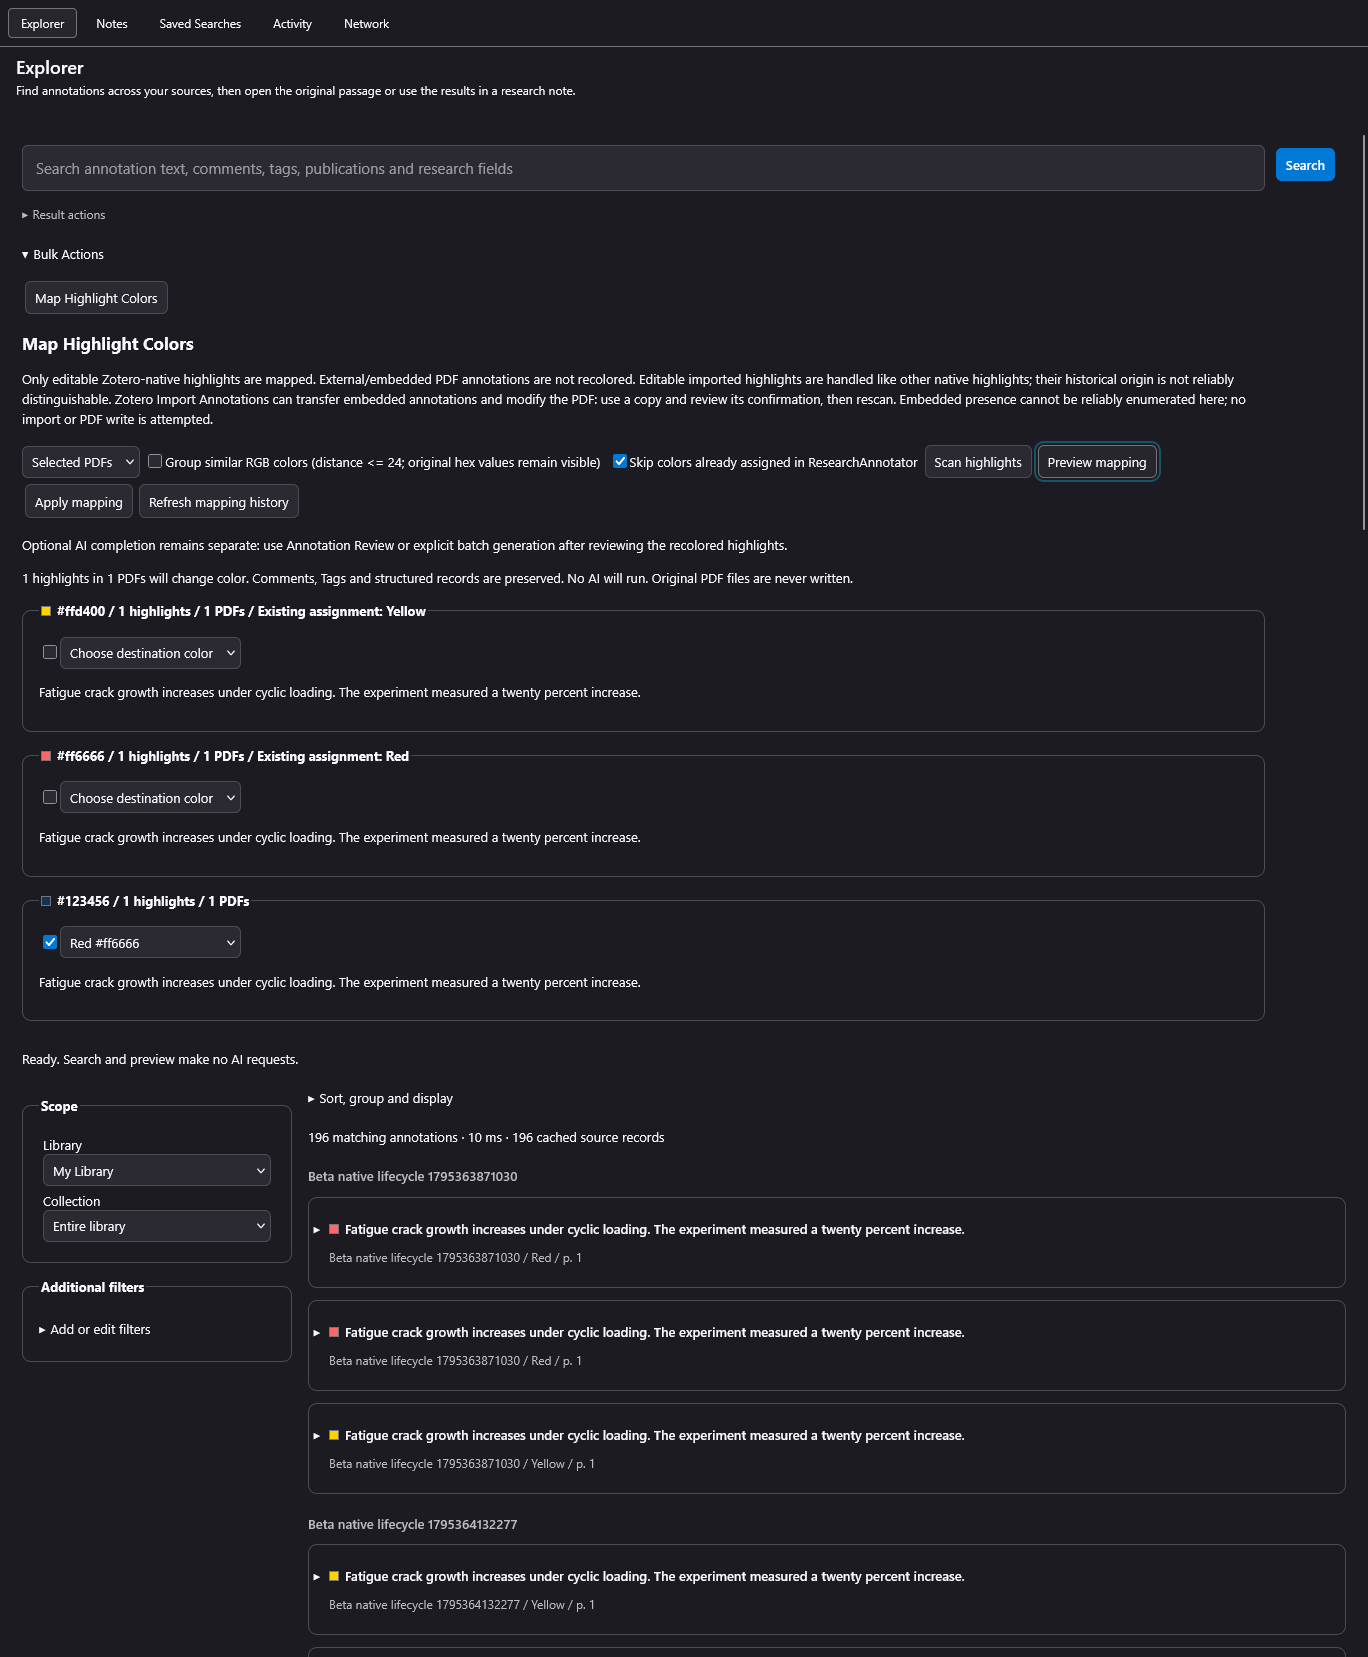 Explorer
Notes
Saved Searches
Activity
Network
Explorer
Find annotations across your sources, then open the original passage or use the results in a research note.
Search annotation text, comments, tags, publications and research fields
Search
▸ Result actions
▾ Bulk Actions
Map Highlight Colors
Map Highlight Colors
Only editable Zotero-native highlights are mapped. External/embedded PDF annotations are not recolored. Editable imported highlights are handled like other native highlights; their historical origin is not reliably
distinguishable. Zotero Import Annotations can transfer embedded annotations and modify the PDF: use a copy and review its confirmation, then rescan. Embedded presence cannot be reliably enumerated here; no
import or PDF write is attempted.
Selected PDFs
Group similar RGB colors (distance <= 24; original hex values remain visible)
Skip colors already assigned in ResearchAnnotator
Scan highlights
Preview mapping
Apply mapping
Refresh mapping history
Optional AI completion remains separate: use Annotation Review or explicit batch generation after reviewing the recolored highlights.
1 highlights in 1 PDFs will change color. Comments, Tags and structured records are preserved. No AI will run. Original PDF files are never written.
#ffd400 / 1 highlights / 1 PDFs / Existing assignment: Yellow
Choose destination color
Fatigue crack growth increases under cyclic loading. The experiment measured a twenty percent increase.
#ff6666 / 1 highlights / 1 PDFs / Existing assignment: Red
Choose destination color
Fatigue crack growth increases under cyclic loading. The experiment measured a twenty percent increase.
#123456 / 1 highlights / 1 PDFs
Red #ff6666
Fatigue crack growth increases under cyclic loading. The experiment measured a twenty percent increase.
Ready. Search and preview make no AI requests.
Scope
Library
My Library
Collection
Entire library
Additional filters
▸ Add or edit filters
▸ Sort, group and display
196 matching annotations · 10 ms · 196 cached source records
Beta native lifecycle 1795363871030
Fatigue crack growth increases under cyclic loading. The experiment measured a twenty percent increase.
Beta native lifecycle 1795363871030 / Red / p. 1
Fatigue crack growth increases under cyclic loading. The experiment measured a twenty percent increase.
Beta native lifecycle 1795363871030 / Red / p. 1
Fatigue crack growth increases under cyclic loading. The experiment measured a twenty percent increase.
Beta native lifecycle 1795363871030 / Yellow / p. 1
Beta native lifecycle 1795364132277
Fatigue crack growth increases under cyclic loading. The experiment measured a twenty percent increase.
Beta native lifecycle 1795364132277 / Yellow / p. 1